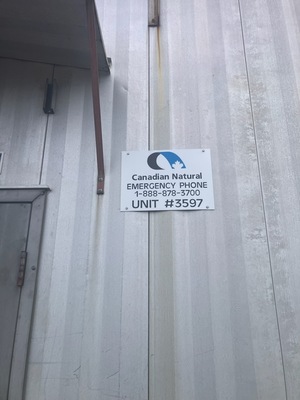 Canadian Natural
EMERGENCY PHONE
1-888-878-3700
UNIT #3597